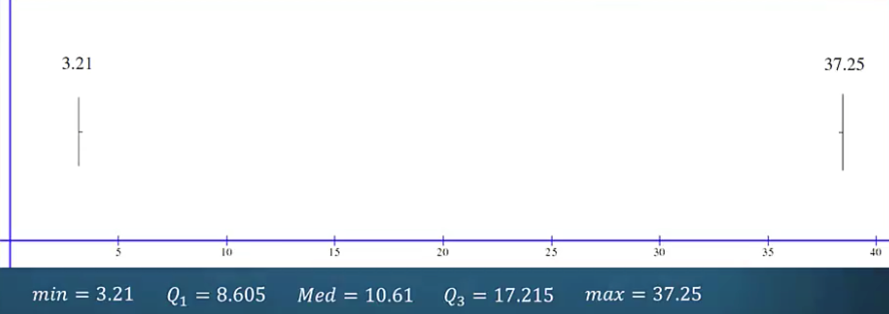 3.21 37.25
5 10 15 20 25 30 35 40
min = 3.21 Q₁ = 8.605 Med = 10.61 Q₃ = 17.215 max = 37.25